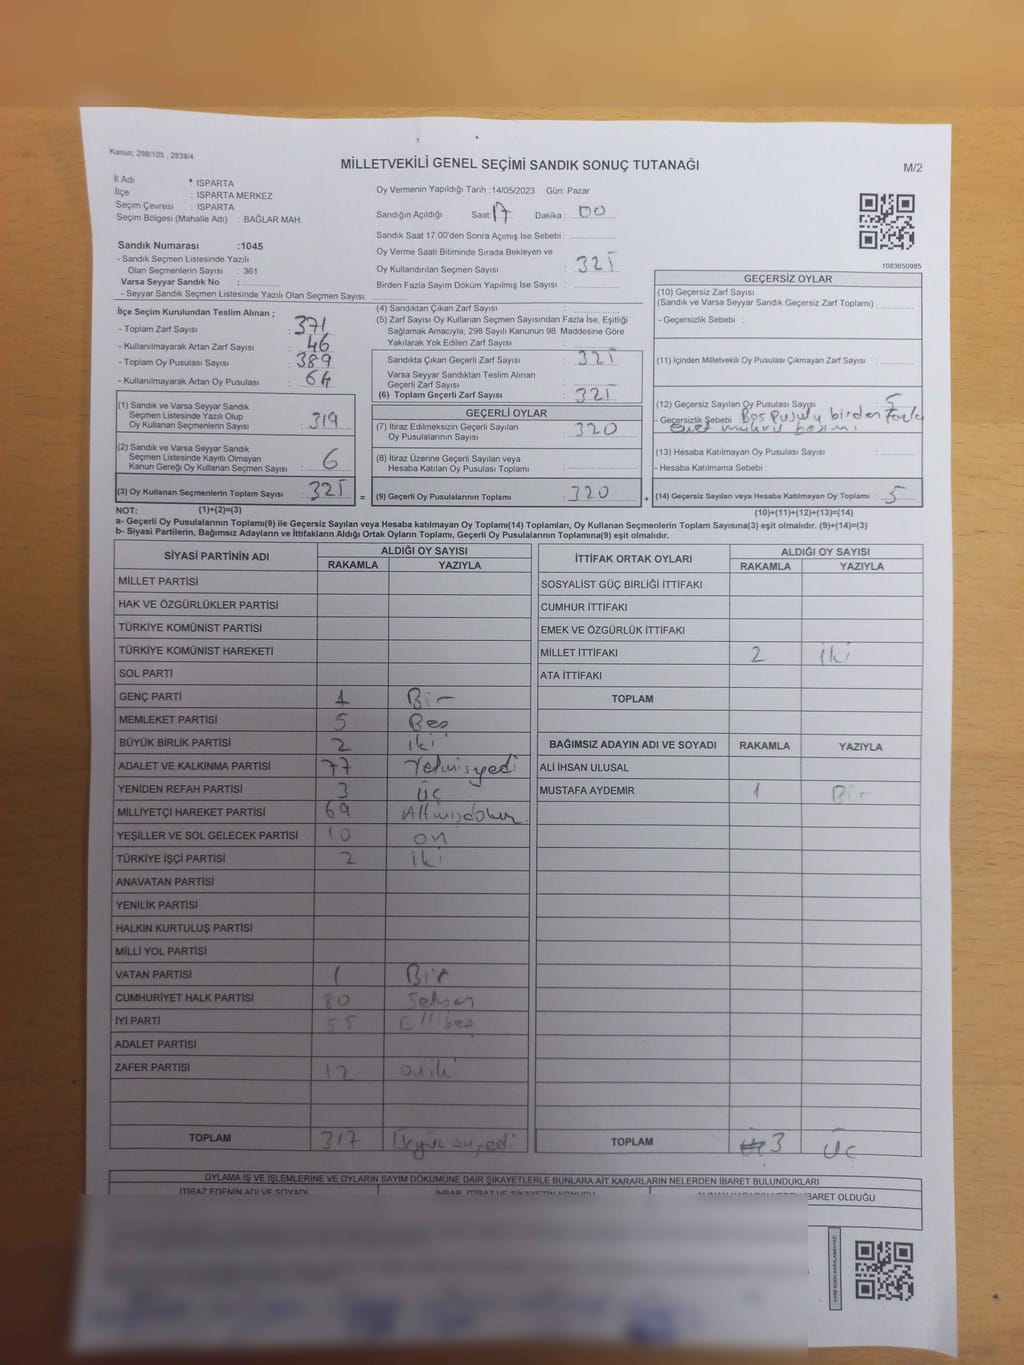 Kanun; 298/105 , 2839/4
MİLLETVEKİLİ GENEL SEÇİMİ SANDIK SONUÇ TUTANAĞI
M/2
İl Adı : ISPARTA
İlçe : ISPARTA MERKEZ
Seçim Çevresi : ISPARTA
Seçim Bölgesi (Mahalle Adı) : BAĞLAR MAH.
Sandık Numarası :1045
- Sandık Seçmen Listesinde Yazılı
Olan Seçmenlerin Sayısı : 361
Varsa Seyyar Sandık No :
- Seyyar Sandık Seçmen Listesinde Yazılı Olan Seçmen Sayısı:
Oy Vermenin Yapıldığı Tarih :14/05/2023 Gün: Pazar
Sandığın Açıldığı Saat: 17 Dakika : 00
Sandık Saat 17:00'den Sonra Açımış İse Sebebi :
Oy Verme Saati Bitiminde Sırada Bekleyen ve
Oy Kullandırılan Seçmen Sayısı : 325
Birden Fazla Sayım Döküm Yapılmış İse Sayısı :
1083650985
İlçe Seçim Kurulundan Teslim Alınan ;
- Toplam Zarf Sayısı : 371
- Kullanılmayarak Artan Zarf Sayısı : 46
- Toplam Oy Pusulası Sayısı : 389
- Kullanılmayarak Artan Oy Pusulası : 64
(1) Sandık ve Varsa Seyyar Sandık
Seçmen Listesinde Yazılı Olup
Oy Kullanan Seçmenlerin Sayısı : 319
(2) Sandık ve Varsa Seyyar Sandık
Seçmen Listesinde Kayıtlı Olmayan
Kanun Gereği Oy Kullanan Seçmen Sayısı : 6
(3) Oy Kullanan Seçmenlerin Toplam Sayısı : 325
(4) Sandıktan Çıkan Zarf Sayısı :
(5) Zarf Sayısı Oy Kullanan Seçmen Sayısından Fazla İse, Eşitliği
Sağlamak Amacıyla; 298 Sayılı Kanunun 98. Maddesine Göre
Yakılarak Yok Edilen Zarf Sayısı :
Sandıkta Çıkan Geçerli Zarf Sayısı : 325
Varsa Seyyar Sandıktan Teslim Alınan
Geçerli Zarf Sayısı :
(6) Toplam Geçerli Zarf Sayısı : 325
GEÇERLİ OYLAR
(7) İtiraz Edilmeksizin Geçerli Sayılan
Oy Pusulalarının Sayısı : 320
(8) İtiraz Üzerine Geçerli Sayılan veya
Hesaba Katılan Oy Pusulası Toplamı :
= (9) Geçerli Oy Pusulalarının Toplamı : 320
GEÇERSİZ OYLAR
(10) Geçersiz Zarf Sayısı
(Sandık ve Varsa Seyyar Sandık Geçersiz Zarf Toplamı) :
- Geçersizlik Sebebi :
(11) İçinden Milletvekili Oy Pusulası Çıkmayan Zarf Sayısı :
(12) Geçersiz Sayılan Oy Pusulası Sayısı : 5
- Geçersizlik Sebebi : Boş pusula birden fazla
evet mührü basımı
(13) Hesaba Katılmayan Oy Pusulası Sayısı :
- Hesaba Katılmama Sebebi :
+ (14) Geçersiz Sayılan veya Hesaba Katılmayan Oy Toplamı : 5
NOT: (1)+(2)=(3)
(10)+(11)+(12)+(13)=(14)
a- Geçerli Oy Pusulalarının Toplamı(9) ile Geçersiz Sayılan veya Hesaba katılmayan Oy Toplamı(14) Toplamları, Oy Kullanan Seçmenlerin Toplam Sayısına(3) eşit olmalıdır. (9)+(14)=(3)
b- Siyasi Partilerin, Bağımsız Adayların ve İttifakların Aldığı Ortak Oyların Toplamı, Geçerli Oy Pusulalarının Toplamına(9) eşit olmalıdır.
SİYASİ PARTİNİN ADI ALDIĞI OY SAYISI
RAKAMLA YAZIYLA
MİLLET PARTİSİ
HAK VE ÖZGÜRLÜKLER PARTİSİ
TÜRKİYE KOMÜNİST PARTİSİ
TÜRKİYE KOMÜNİST HAREKETİ
SOL PARTİ
GENÇ PARTİ 1 Bir
MEMLEKET PARTİSİ 5 Beş
BÜYÜK BİRLİK PARTİSİ 2 iki
ADALET VE KALKINMA PARTİSİ 77 Yetmişyedi
YENİDEN REFAH PARTİSİ 3 üç
MİLLİYETÇİ HAREKET PARTİSİ 69 Altmışdokuz
YEŞİLLER VE SOL GELECEK PARTİSİ 10 on
TÜRKİYE İŞÇİ PARTİSİ 2 iki
ANAVATAN PARTİSİ
YENİLİK PARTİSİ
HALKIN KURTULUŞ PARTİSİ
MİLLİ YOL PARTİSİ
VATAN PARTİSİ 1 Bir
CUMHURİYET HALK PARTİSİ 80 Seksen
İYİ PARTİ 55 Ellibeş
ADALET PARTİSİ
ZAFER PARTİSİ 12 oniki
TOPLAM 317 Üçyüzonyedi
İTTİFAK ORTAK OYLARI ALDIĞI OY SAYISI
RAKAMLA YAZIYLA
SOSYALİST GÜÇ BİRLİĞİ İTTİFAKI
CUMHUR İTTİFAKI
EMEK VE ÖZGÜRLÜK İTTİFAKI
MİLLET İTTİFAKI 2 iki
ATA İTTİFAKI
TOPLAM
BAĞIMSIZ ADAYIN ADI VE SOYADI RAKAMLA YAZIYLA
ALİ İHSAN ULUSAL
MUSTAFA AYDEMİR 1 Bir
TOPLAM 3 üç
OYLAMA İŞ VE İŞLEMLERİNE VE OYLARIN SAYIM DÖKÜMÜNE DAİR ŞİKAYETLERLE BUNLARA AİT KARARLARIN NELERDEN İBARET BULUNDUKLARI
İTİRAZ EDENİN ADI VE SOYADI